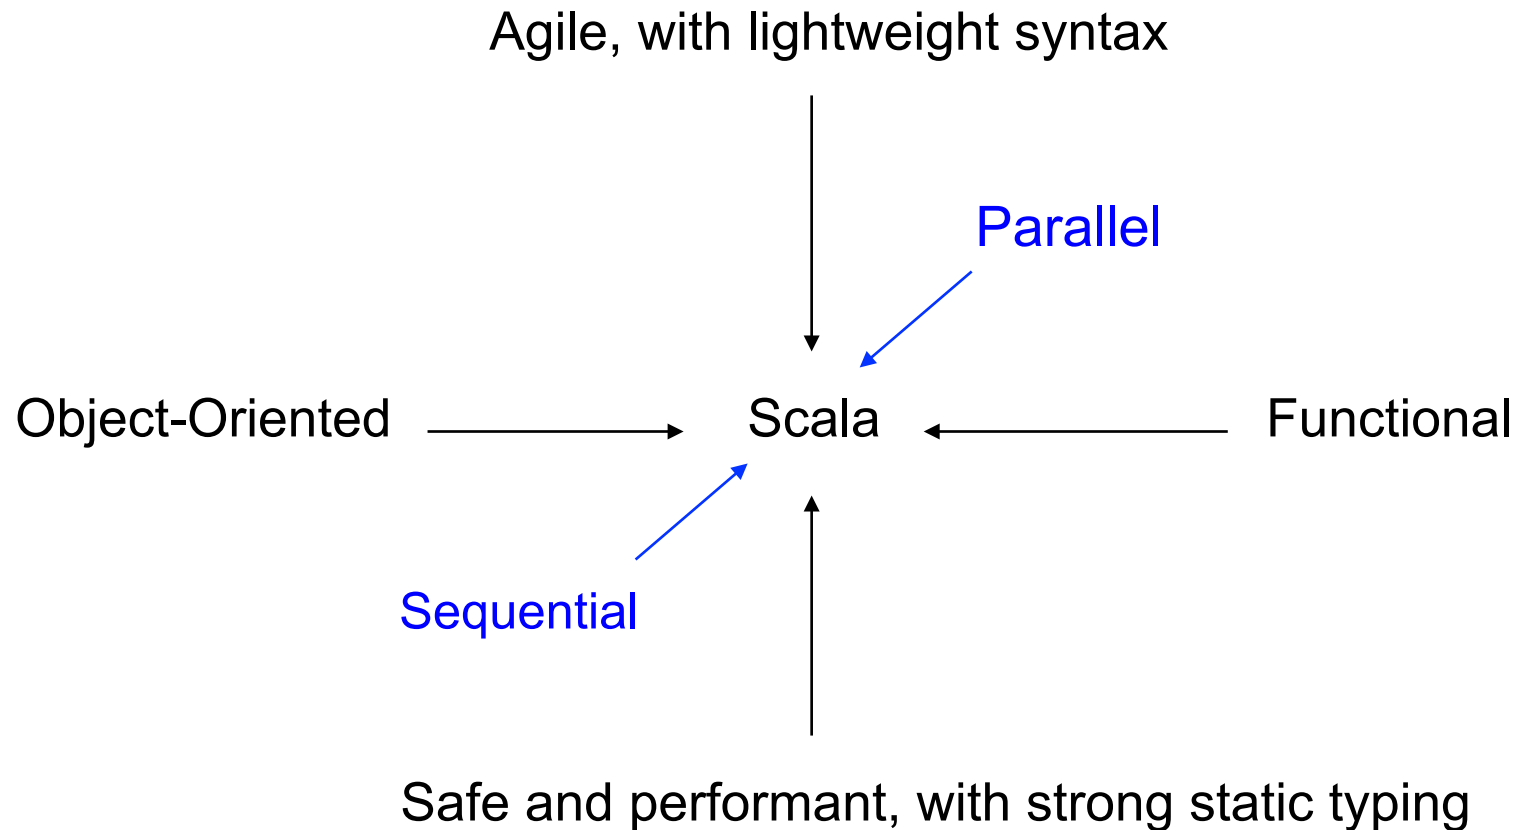 Agile, with lightweight syntax
Parallel
Object-Oriented
Scala
Functional
Sequential
Safe and performant, with strong static typing